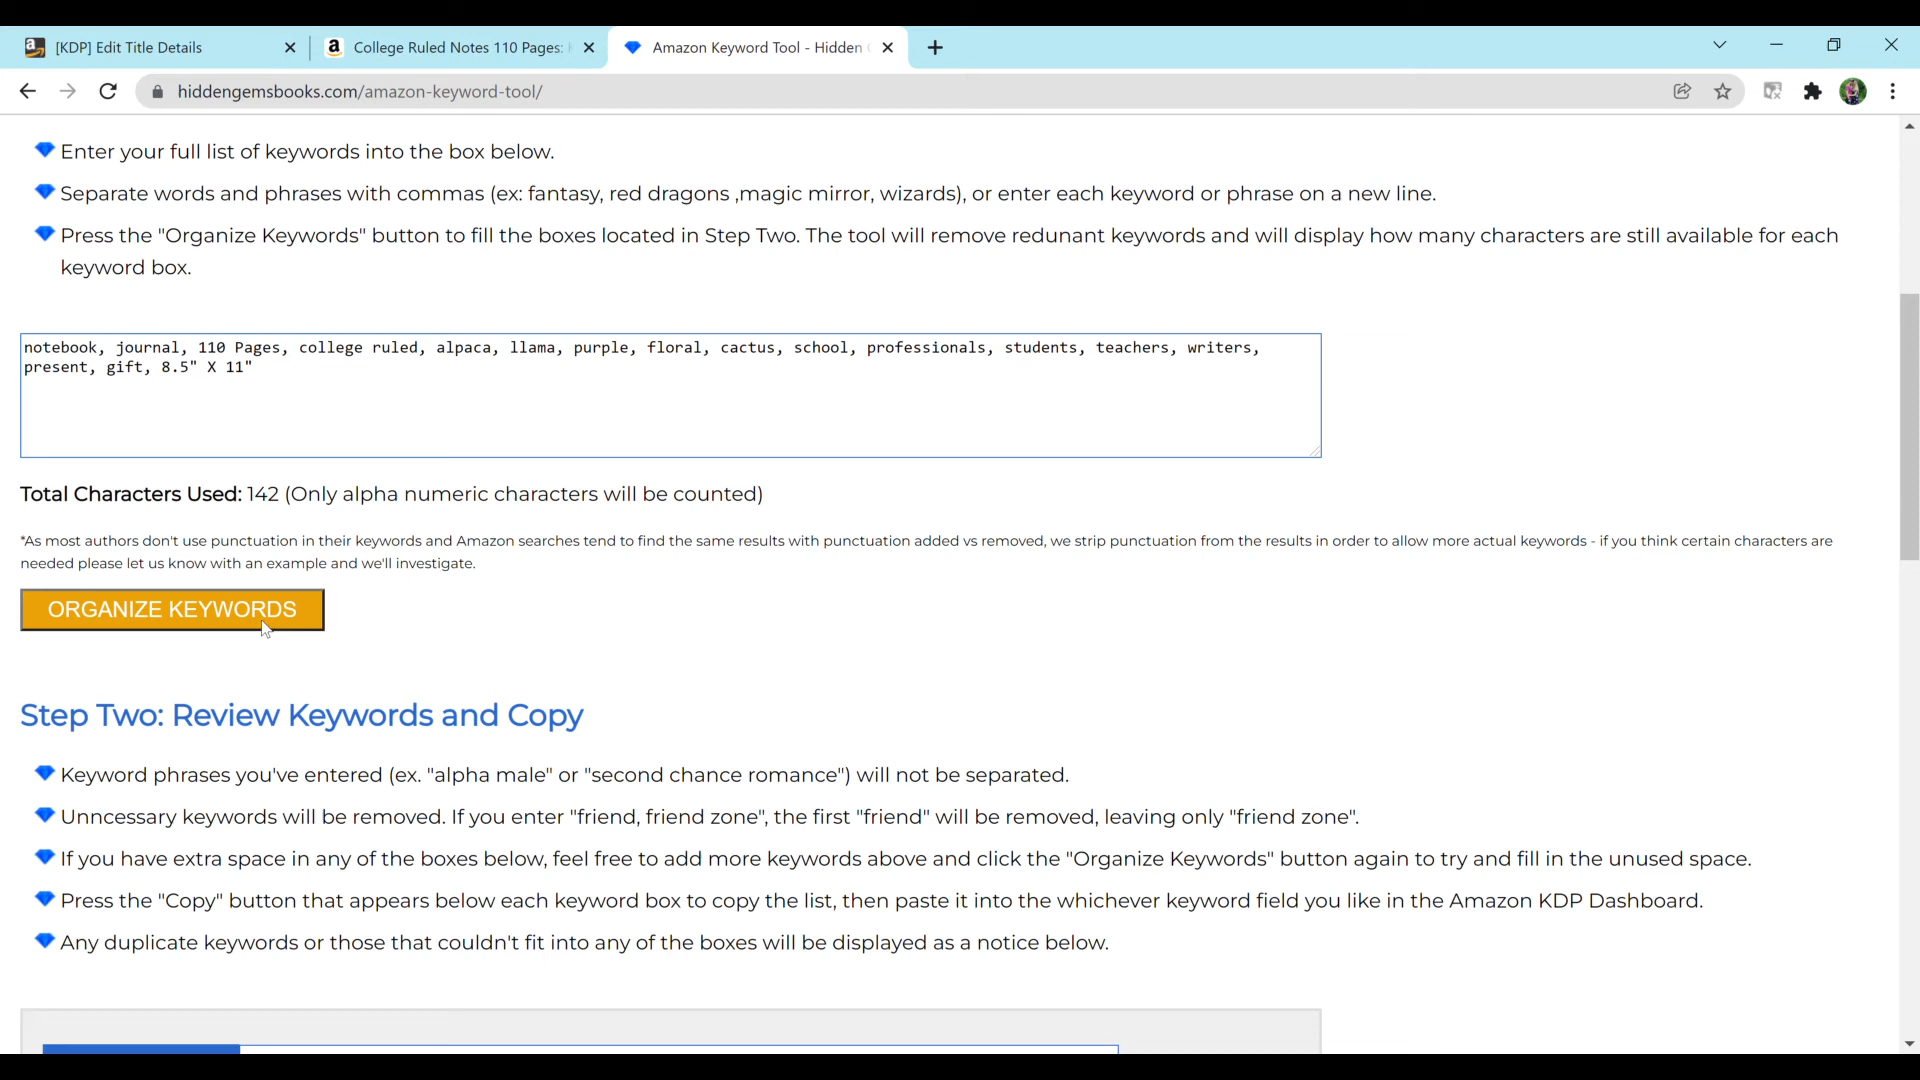 [KDP] Edit Title Details
College Ruled Notes 110 Pages:
Amazon Keyword Tool - Hidden
hiddengemsbooks.com/amazon-keyword-tool/
Enter your full list of keywords into the box below.
Separate words and phrases with commas (ex: fantasy, red dragons ,magic mirror, wizards), or enter each keyword or phrase on a new line.
Press the "Organize Keywords" button to fill the boxes located in Step Two. The tool will remove redunant keywords and will display how many characters are still available for each
keyword box.
notebook, journal, 110 Pages, college ruled, alpaca, llama, purple, floral, cactus, school, professionals, students, teachers, writers,
present, gift, 8.5" X 11"
Total Characters Used: 142 (Only alpha numeric characters will be counted)
*As most authors don't use punctuation in their keywords and Amazon searches tend to find the same results with punctuation added vs removed, we strip punctuation from the results in order to allow more actual keywords - if you think certain characters are
needed please let us know with an example and we'll investigate.
ORGANIZE KEYWORDS
Step Two: Review Keywords and Copy
Keyword phrases you've entered (ex. "alpha male" or "second chance romance") will not be separated.
Unncessary keywords will be removed. If you enter "friend, friend zone", the first "friend" will be removed, leaving only "friend zone".
If you have extra space in any of the boxes below, feel free to add more keywords above and click the "Organize Keywords" button again to try and fill in the unused space.
Press the "Copy" button that appears below each keyword box to copy the list, then paste it into the whichever keyword field you like in the Amazon KDP Dashboard.
Any duplicate keywords or those that couldn't fit into any of the boxes will be displayed as a notice below.